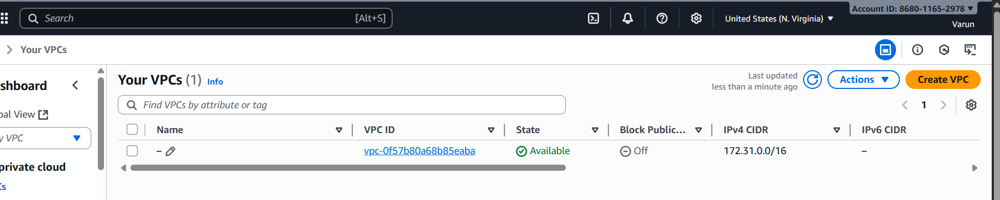 Search [Alt+S] United States (N. Virginia) Account ID: 8680-1165-2978
Varun
Your VPCs
shboard
bal View
y VPC
private cloud
Cs
Your VPCs (1) Info
Last updated
less than a minute ago
Actions
Create VPC
Find VPCs by attribute or tag
1
Name VPC ID State Block Public... IPv4 CIDR IPv6 CIDR
– vpc-0f57b80a68b85eaba Available Off 172.31.0.0/16 –